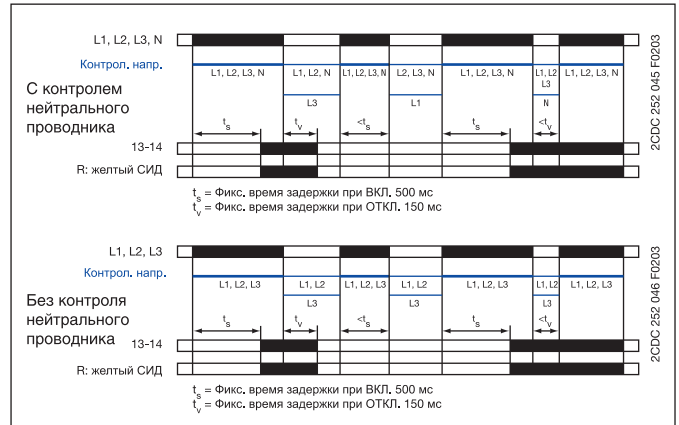 L1, L2, L3, N
Контрол. напр.
L1, L2, L3, N L1, L2, N L1, L2, L3, N L2, L3, N L1, L2, L3, N L1, L2 L1, L2, L3, N
L3
L3 L1 N
С контролем
нейтрального
проводника
ts tv <ts ts <tv
13-14
R: желтый СИД
ts = Фикс. время задержки при ВКЛ. 500 мс
tv = Фикс. время задержки при ОТКЛ. 150 мс
2CDC 252 045 F0203
L1, L2, L3
Контрол. напр.
L1, L2, L3 L1, L2 L1, L2, L3 L1, L2 L1, L2, L3 L1, L2 L1, L2, L3
L3 L3 L3
Без контроля
нейтрального
проводника
ts tv <ts ts <tv
13-14
R: желтый СИД
ts = Фикс. время задержки при ВКЛ. 500 мс
tv = Фикс. время задержки при ОТКЛ. 150 мс
2CDC 252 046 F0203